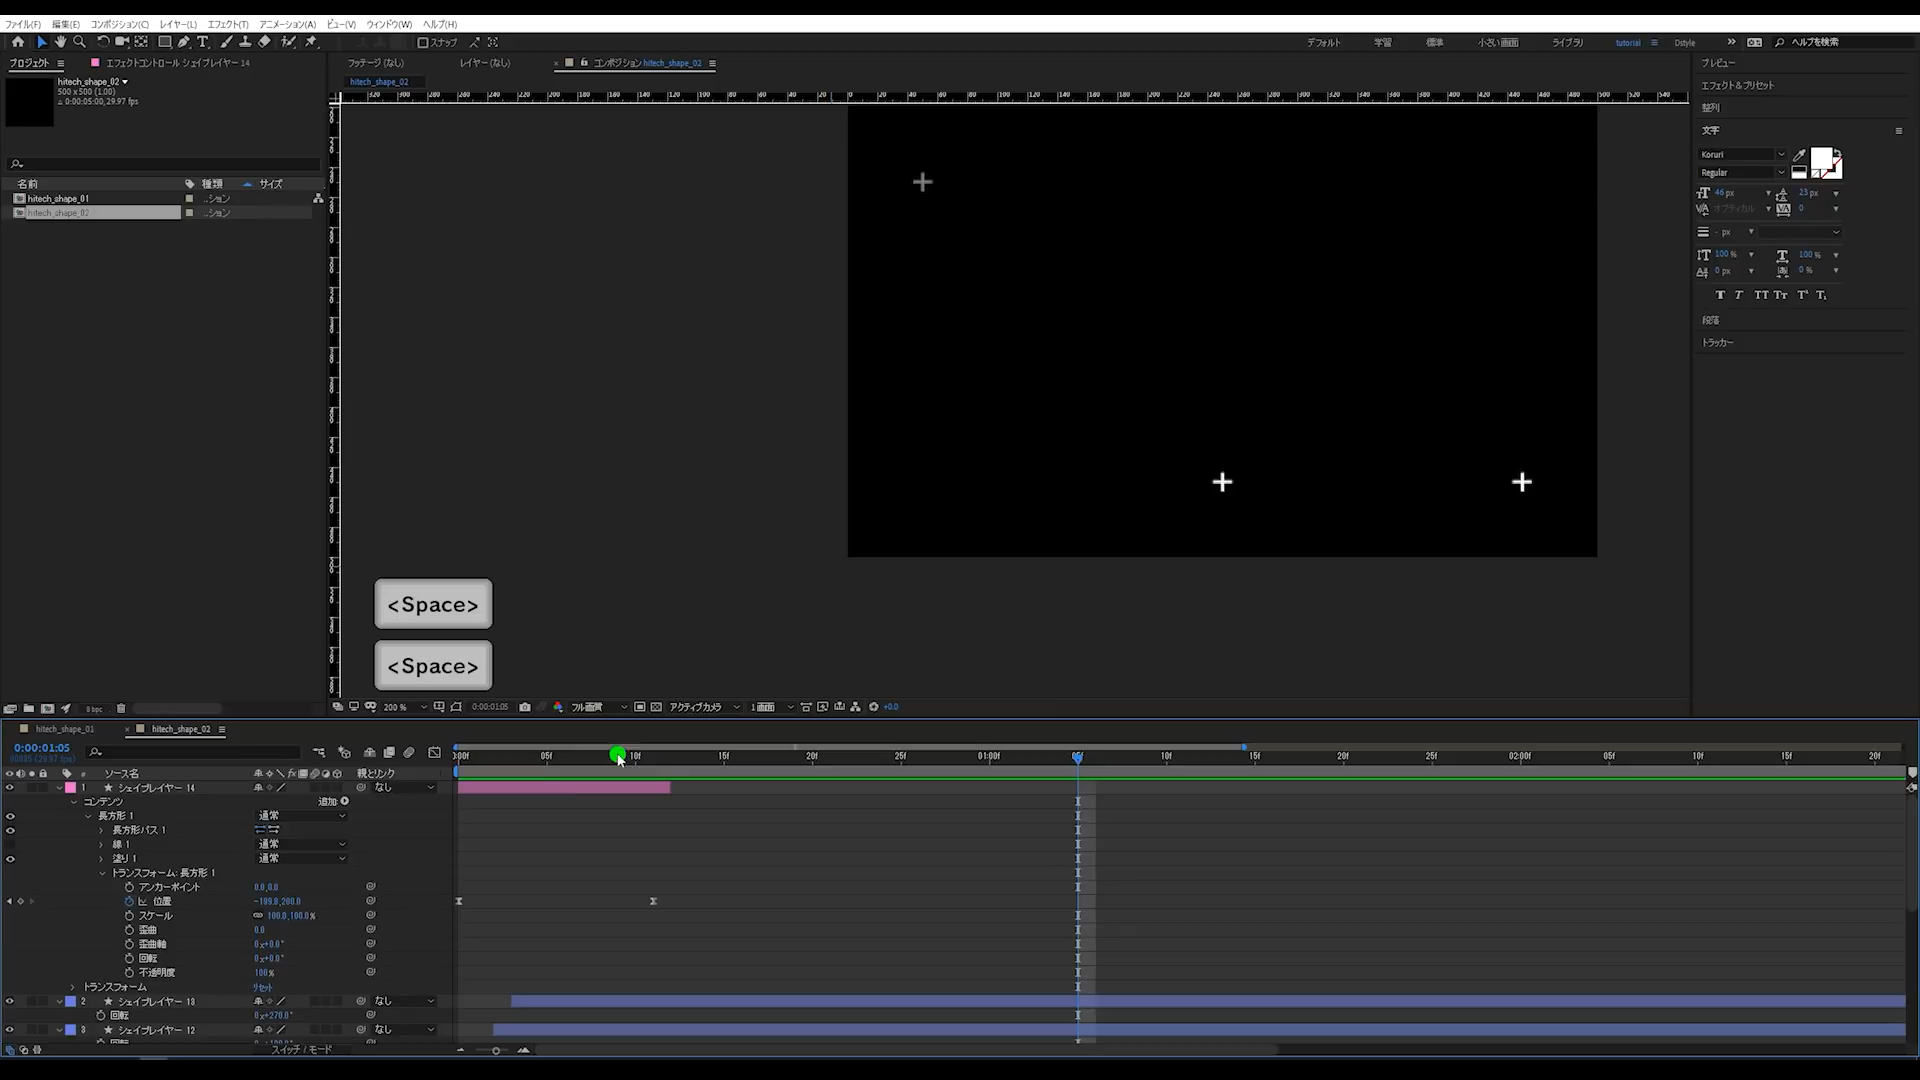 ファイル(F) 編集(E) コンポジション(C) レイヤー(L) エフェクト(T) アニメーション(A) ビュー(V) ウィンドウ(W) ヘルプ(H)
スナップ デフォルト 学習 標準 小さい画面 ライブラリ tutorial Dstyle ヘルプを検索
プロジェクト エフェクトコントロール シェイプレイヤー 14 フッテージ (なし) レイヤー (なし) コンポジション hitech_shape_02
hitech_shape_02
500 x 500 (1.00)
Δ 0:00:05:00, 29.97 fps
hitech_shape_02
名前 種類 サイズ
hitech_shape_01 ..ション
hitech_shape_02 ..ション
プレビュー
エフェクト&プリセット
整列
文字
Koruri
Regular
46 px 23 px
オプティカル 0
- px
100 % 100 %
0 px 0 %
段落
トラッカー
<Space>
<Space>
8 bpc 200 % 0:00:01:05 フル画質 アクティブカメラ 1画面 +0.0
hitech_shape_01 hitech_shape_02
0:00:01:05
00035 (29.97 fps)
:00f 05f 10f 15f 20f 25f 01:00f 05f 10f 15f 20f 25f 02:00f 05f 10f 15f 20f
# ソース名 親とリンク
1 シェイプレイヤー 14 なし
コンテンツ 追加:
長方形 1 通常
長方形パス 1
線 1 通常
塗り 1 通常
トランスフォーム: 長方形 1
アンカーポイント 0.0,0.0
位置 -199.0,200.0
スケール 100.0,100.0%
歪曲 0.0
歪曲軸 0x+0.0°
回転 0x+0.0°
不透明度 100%
トランスフォーム リセット
2 シェイプレイヤー 13 なし
回転 0x+270.0°
3 シェイプレイヤー 12 なし
スイッチ / モード